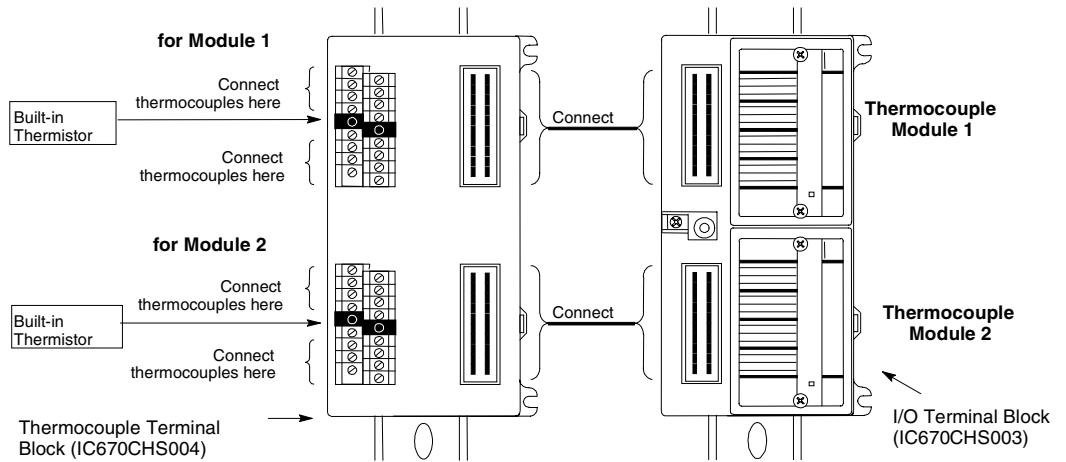 for Module 1
Connect
thermocouples here
Built-in
Thermistor
Connect
thermocouples here
Connect
Thermocouple
Module 1
for Module 2
Connect
thermocouples here
Built-in
Thermistor
Connect
thermocouples here
Connect
Thermocouple
Module 2
Thermocouple Terminal
Block (IC670CHS004)
I/O Terminal Block
(IC670CHS003)